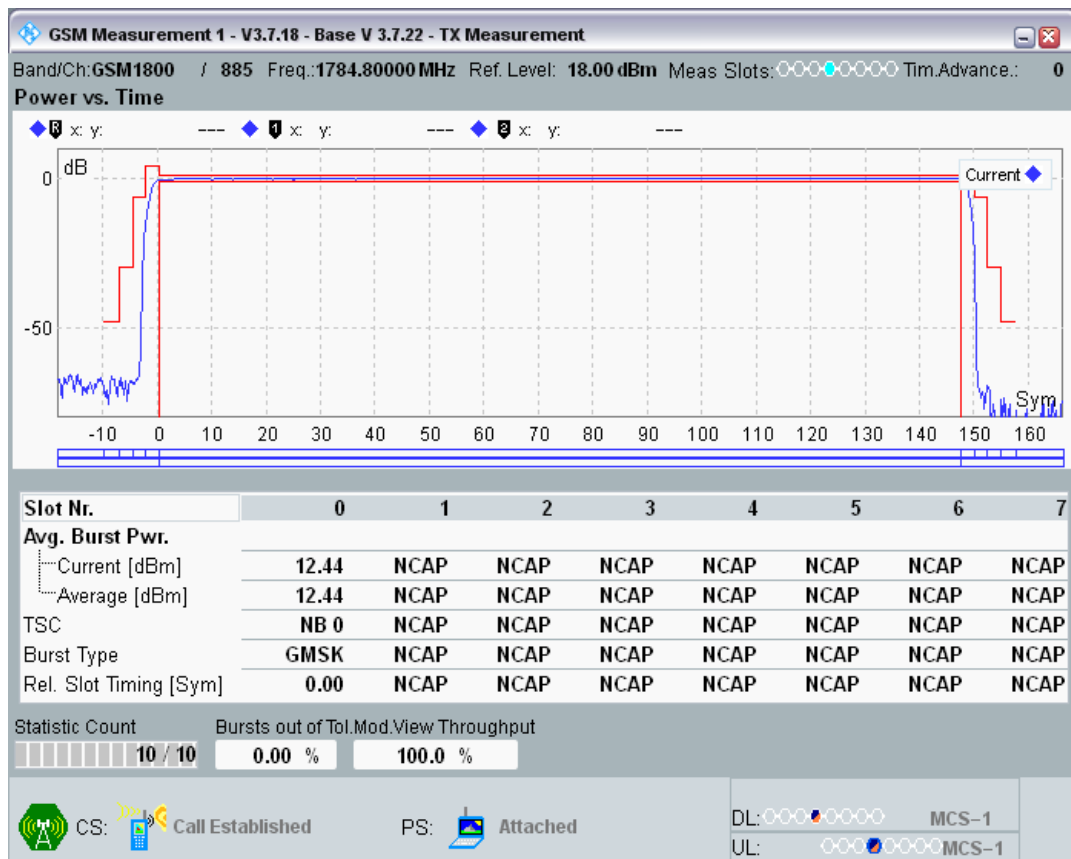 GSM Measurement 1 - V3.7.18 - Base V 3.7.22 - TX Measurement
Band/Ch:GSM1800 / 885 Freq.:1784.80000 MHz Ref. Level: 18.00 dBm Meas Slots: Tim.Advance.: 0
Power vs. Time
R x: y: --- 1 x: y: --- 2 x: y: ---
dB
Current
0
-50
Sym
-10 0 10 20 30 40 50 60 70 80 90 100 110 120 130 140 150 160
Slot Nr. 0 1 2 3 4 5 6 7
Avg. Burst Pwr.
Current [dBm] 12.44 NCAP NCAP NCAP NCAP NCAP NCAP NCAP
Average [dBm] 12.44 NCAP NCAP NCAP NCAP NCAP NCAP NCAP
TSC NB 0 NCAP NCAP NCAP NCAP NCAP NCAP NCAP
Burst Type GMSK NCAP NCAP NCAP NCAP NCAP NCAP NCAP
Rel. Slot Timing [Sym] 0.00 NCAP NCAP NCAP NCAP NCAP NCAP NCAP
Statistic Count Bursts out of Tol.Mod.View Throughput
10 / 10 0.00 % 100.0 %
CS: Call Established PS: Attached
DL: MCS-1
UL: MCS-1